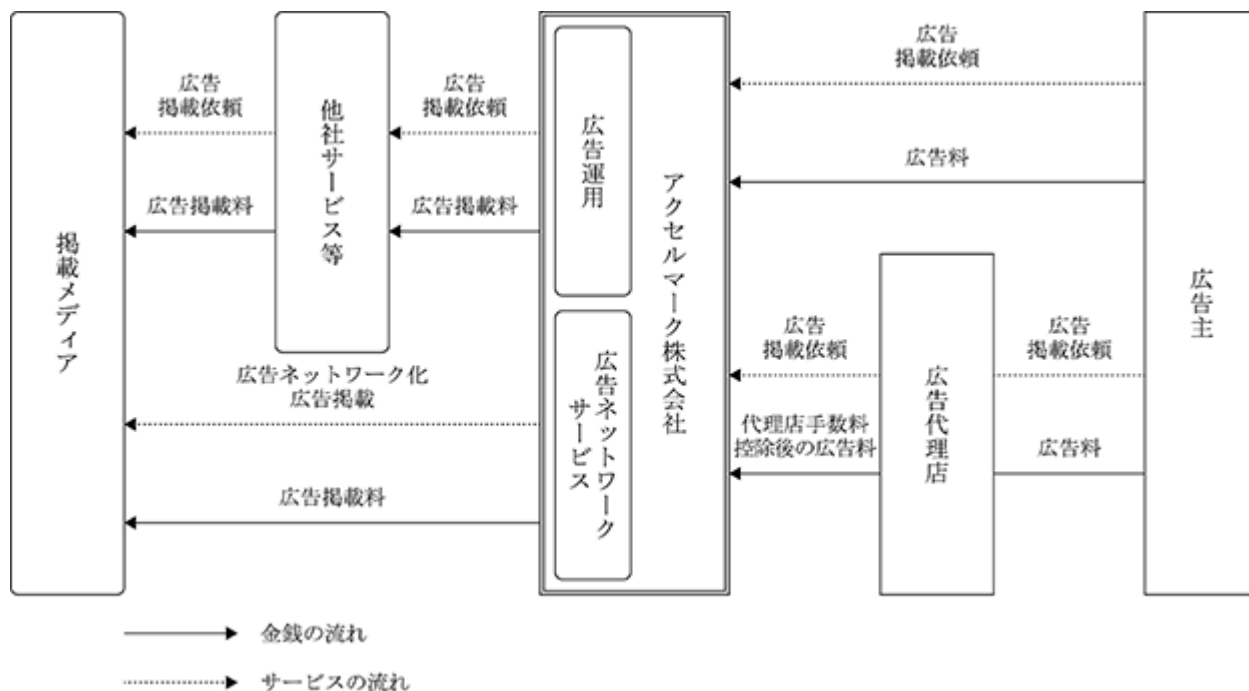 掲載メディア
広告
掲載依頼
広告掲載料
他社サービス等
広告
掲載依頼
広告掲載料
広告ネットワーク化
広告掲載
広告掲載料
広告運用
広告ネットワーク
サービス
アクセルマーク株式会社
広告
掲載依頼
広告料
広告
掲載依頼
代理店手数料
控除後の広告料
広告代理店
広告
掲載依頼
広告料
広告主
金銭の流れ
サービスの流れ